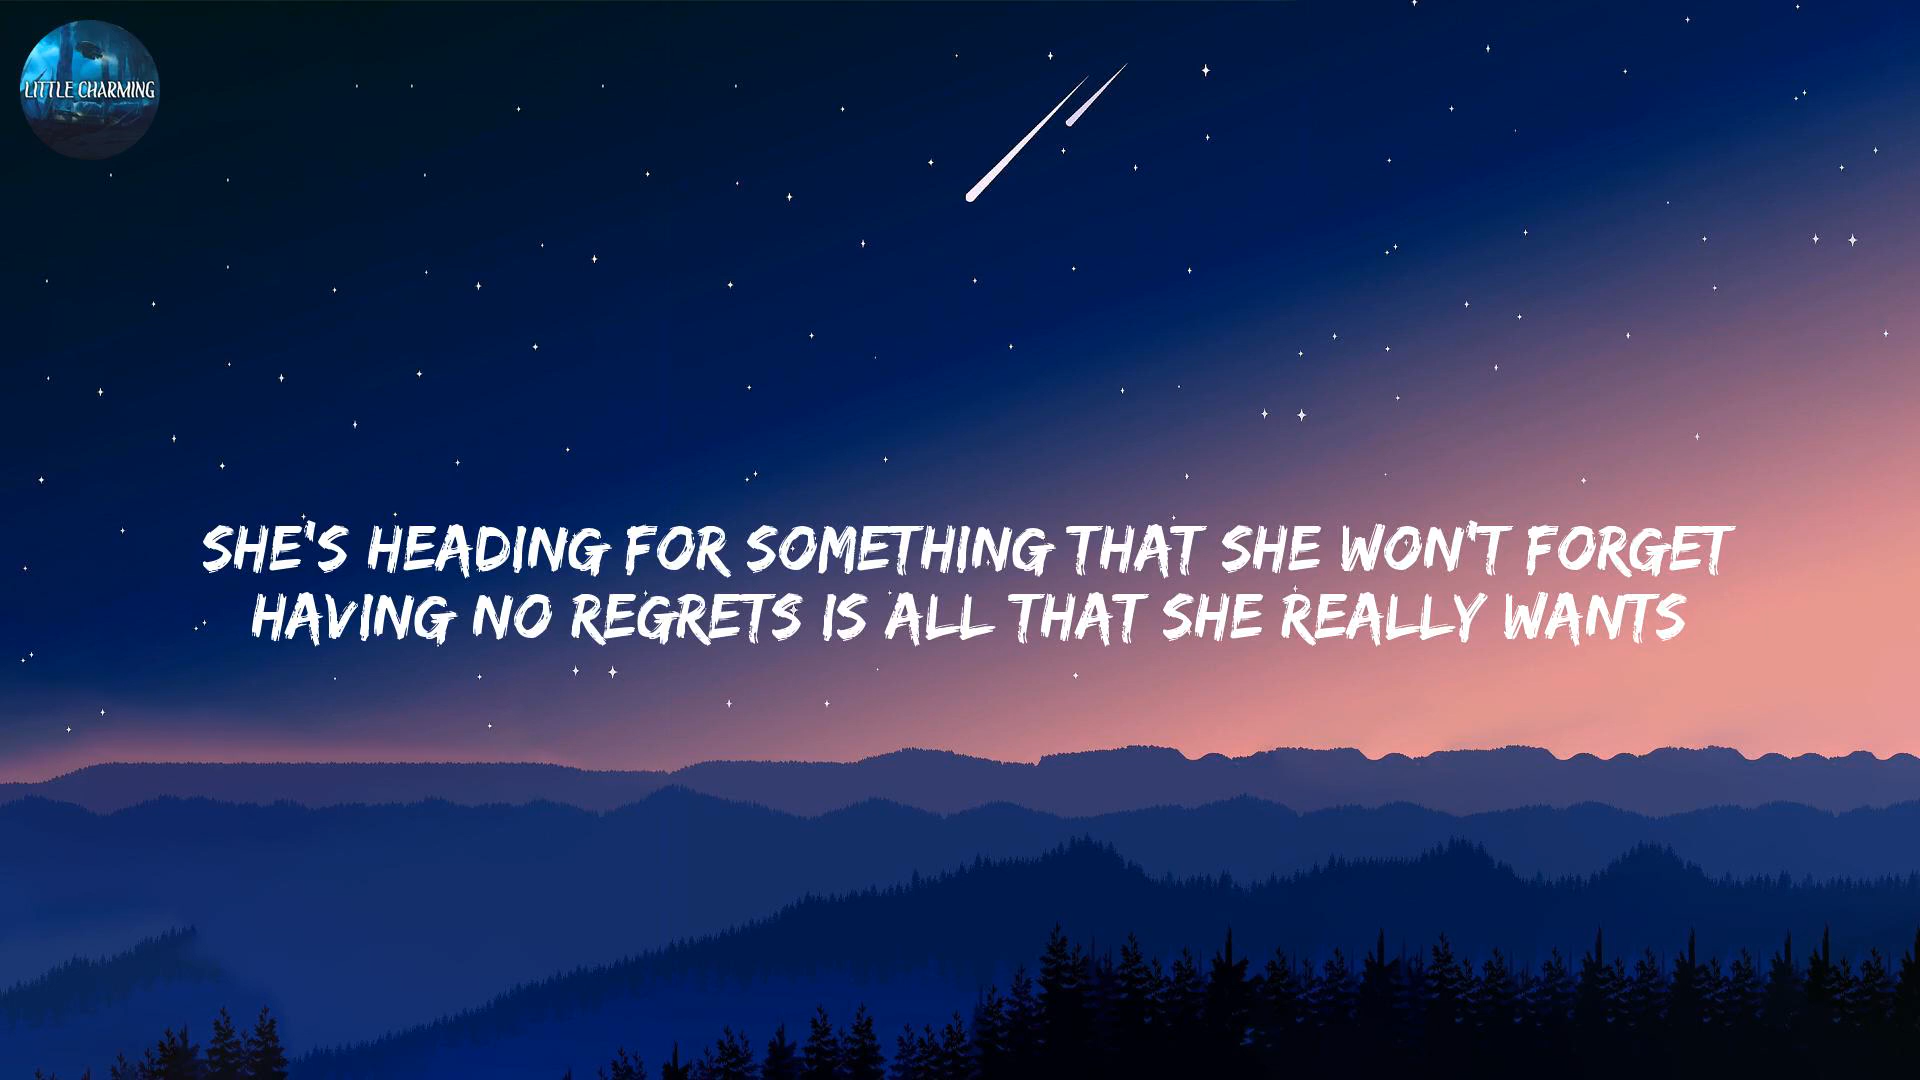 LITTLE CHARMING
SHE'S HEADING FOR SOMETHING THAT SHE WON'T FORGET
HAVING NO REGRETS IS ALL THAT SHE REALLY WANTS